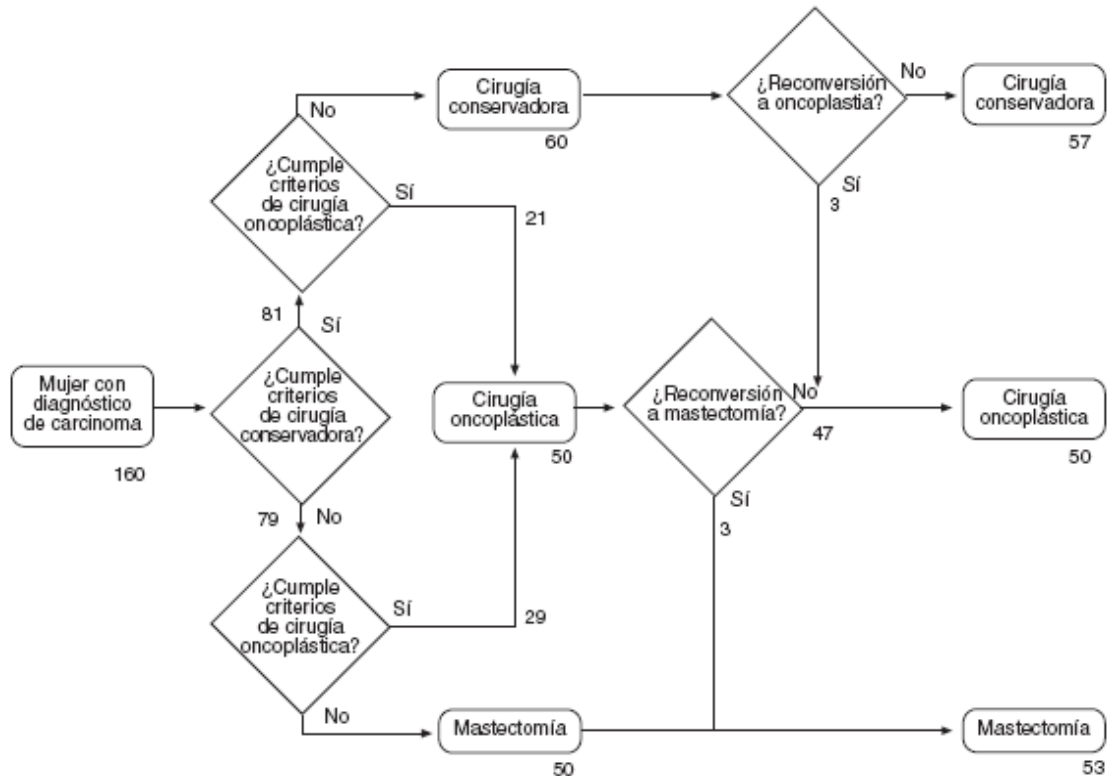 Cirugía
conservadora
60
¿Reconversión
a oncoplastia?
No
Cirugía
conservadora
57
No
¿Cumple
criterios
de cirugía
oncoplástica?
Sí
21
Sí
3
81
Sí
Mujer con
diagnóstico
de carcinoma
160
¿Cumple
criterios
de cirugía
conservadora?
Cirugía
oncoplástica
50
¿Reconversión
a mastectomía?
No
47
Cirugía
oncoplástica
50
79
No
Sí
3
¿Cumple
criterios
de cirugía
oncoplástica?
Sí
29
No
Mastectomía
50
Mastectomía
53